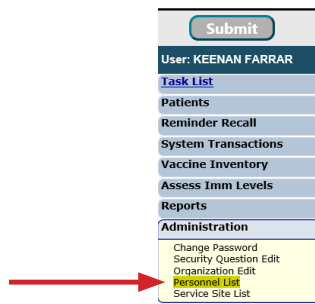 Submit
User: KEENAN FARRAR
Task List
Patients
Reminder Recall
System Transactions
Vaccine Inventory
Assess Imm Levels
Reports
Administration
Change Password
Security Question Edit
Organization Edit
Personnel List
Service Site List